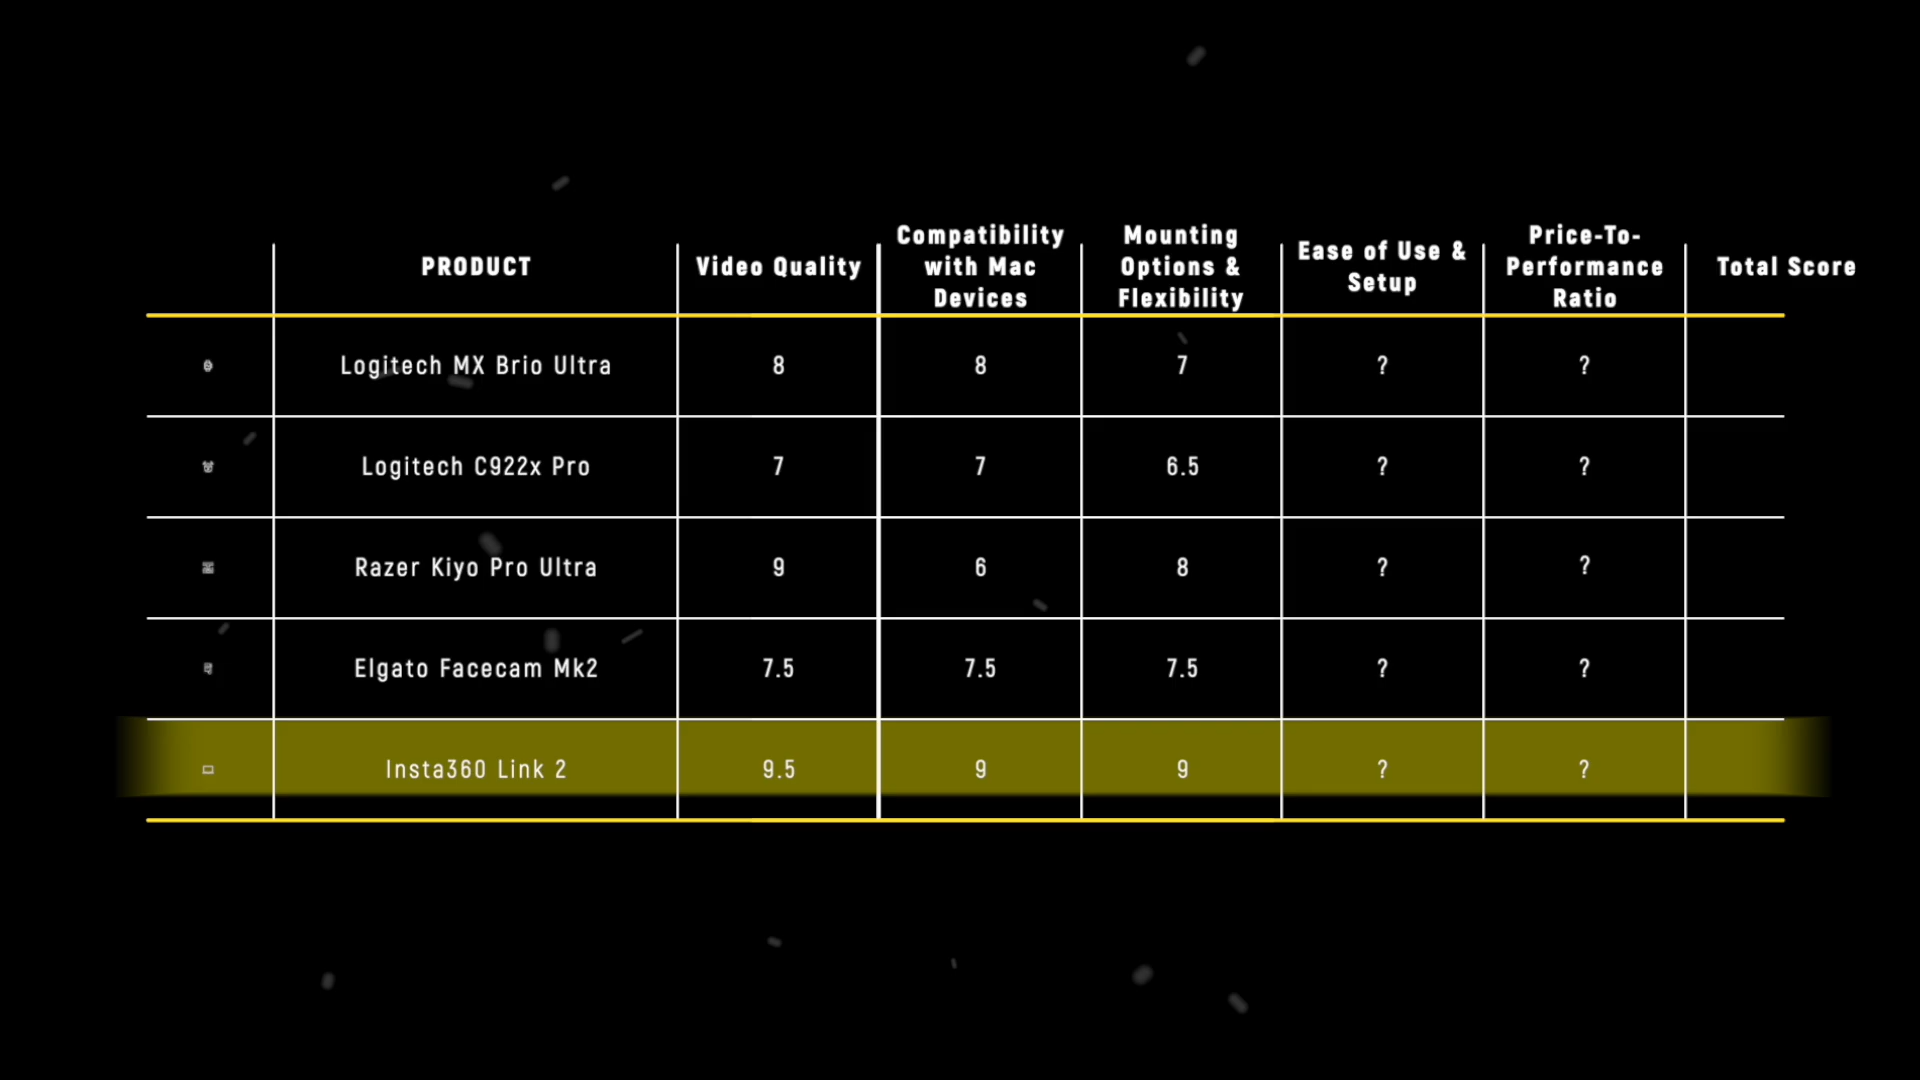 PRODUCT
Video Quality
Compatibility
with Mac
Devices
Mounting
Options &
Flexibility
Ease of Use &
Setup
Price-To-
Performance
Ratio
Total Score
Logitech MX Brio Ultra 8 8 7 ? ?
Logitech C922x Pro 7 7 6.5 ? ?
Razer Kiyo Pro Ultra 9 6 8 ? ?
Elgato Facecam Mk2 7.5 7.5 7.5 ? ?
Insta360 Link 2 9.5 9 9 ? ?